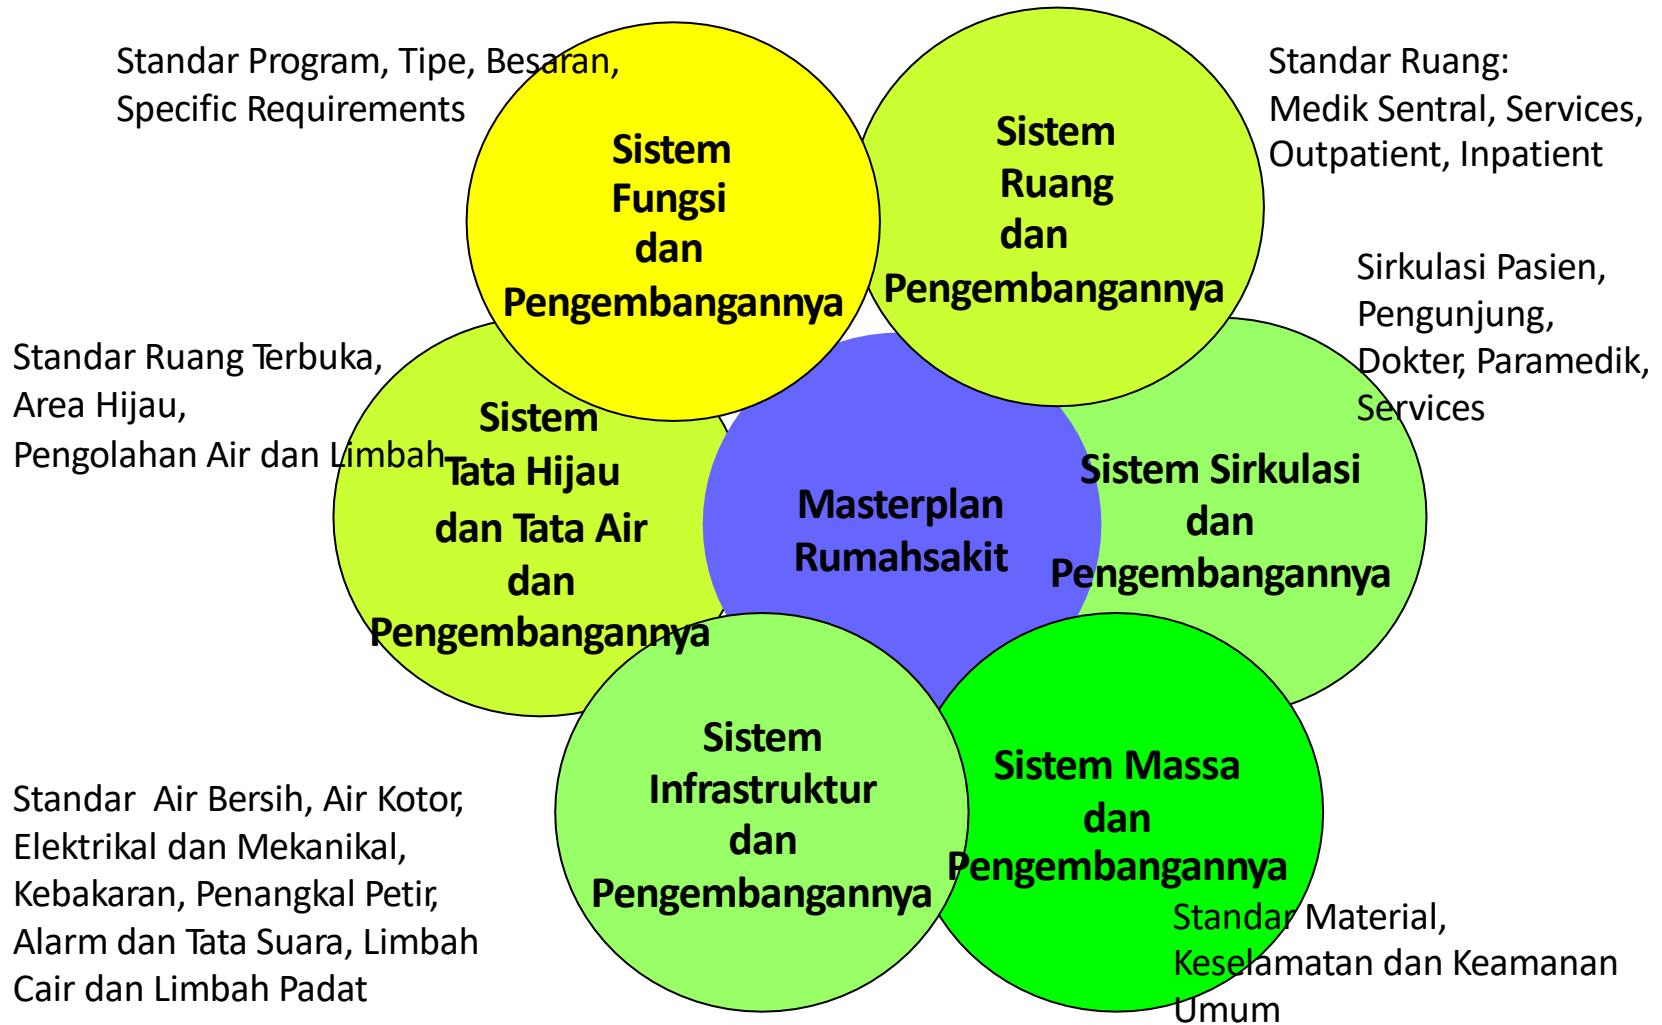 Standar Program, Tipe, Besaran,
Specific Requirements
Sistem
Fungsi
dan
Pengembangannya
Sistem
Ruang
dan
Pengembangannya
Standar Ruang:
Medik Sentral, Services,
Outpatient, Inpatient
Sirkulasi Pasien,
Pengunjung,
Dokter, Paramedik,
Services
Standar Ruang Terbuka,
Area Hijau,
Pengolahan Air dan Limbah
Sistem
Tata Hijau
dan Tata Air
dan
Pengembangannya
Masterplan
Rumahsakit
Sistem Sirkulasi
dan
Pengembangannya
Standar  Air Bersih, Air Kotor,
Elektrikal dan Mekanikal,
Kebakaran, Penangkal Petir,
Alarm dan Tata Suara, Limbah
Cair dan Limbah Padat
Sistem
Infrastruktur
dan
Pengembangannya
Sistem Massa
dan
Pengembangannya
Standar Material,
Keselamatan dan Keamanan
Umum